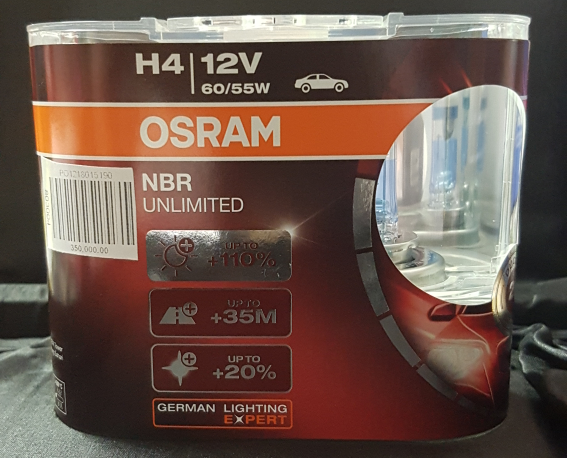 H4 12V
60/55W
OSRAM
NBR
UNLIMITED
350,000.00
UP TO
+110%
UP TO
+35M
UP TO
+20%
GERMAN LIGHTING
EXPERT